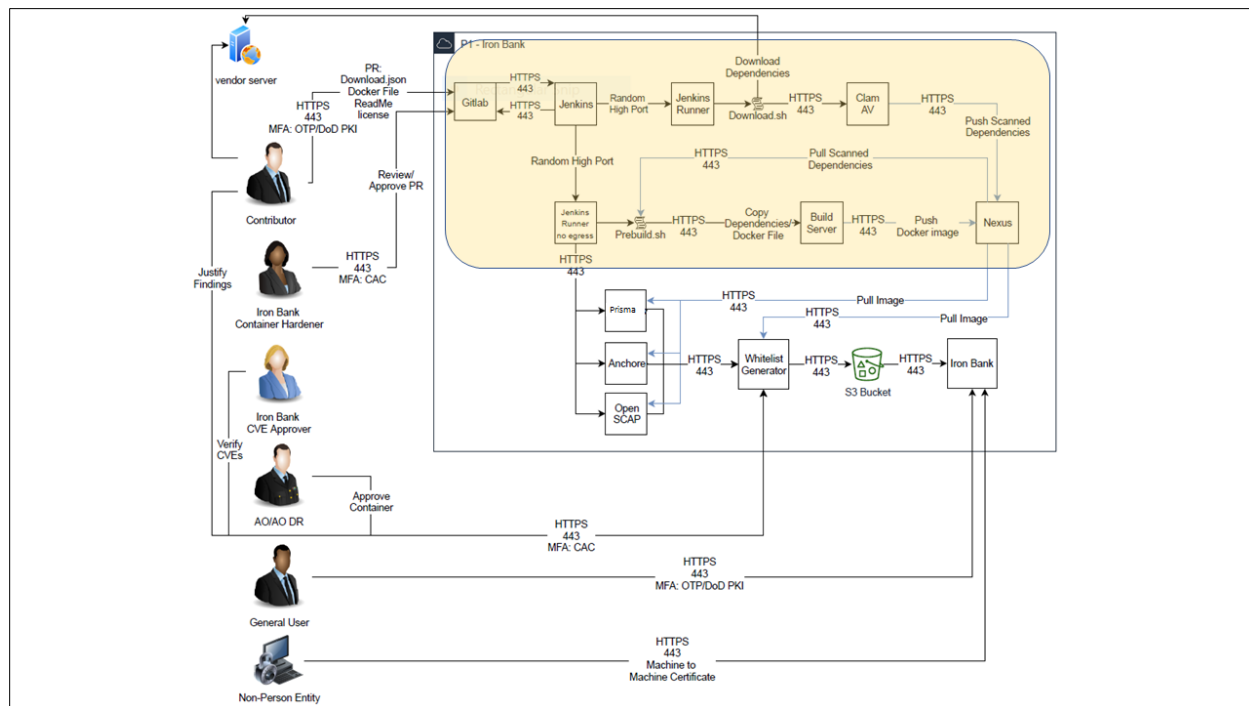 P1 - Iron Bank
vendor server
PR:
Download.json
Docker File
ReadMe
license
HTTPS
443
MFA: OTP/DoD PKI
HTTPS
443
Gitlab
HTTPS
443
Jenkins
Random
High Port
Jenkins
Runner
Download
Dependencies
Download.sh
HTTPS
443
Clam
AV
HTTPS
443
Push Scanned
Dependencies
Contributor
Review/
Approve PR
Random High Port
HTTPS
443
Pull Scanned
Dependencies
Jenkins
Runner
no egress
Prebuild.sh
HTTPS
443
Copy
Dependencies/
Docker File
Build
Server
HTTPS
443
Push
Docker image
Nexus
Justify
Findings
HTTPS
443
MFA: CAC
Iron Bank
Container Hardener
HTTPS
443
Prisma
HTTPS
443
Pull Image
HTTPS
443
Pull Image
Anchore
HTTPS
443
Whitelist
Generator
HTTPS
443
S3 Bucket
HTTPS
443
Iron Bank
Open
SCAP
Iron Bank
CVE Approver
Verify
CVEs
AO/AO DR
Approve
Container
HTTPS
443
MFA: CAC
General User
HTTPS
443
MFA: OTP/DoD PKI
Non-Person Entity
HTTPS
443
Machine to
Machine Certificate